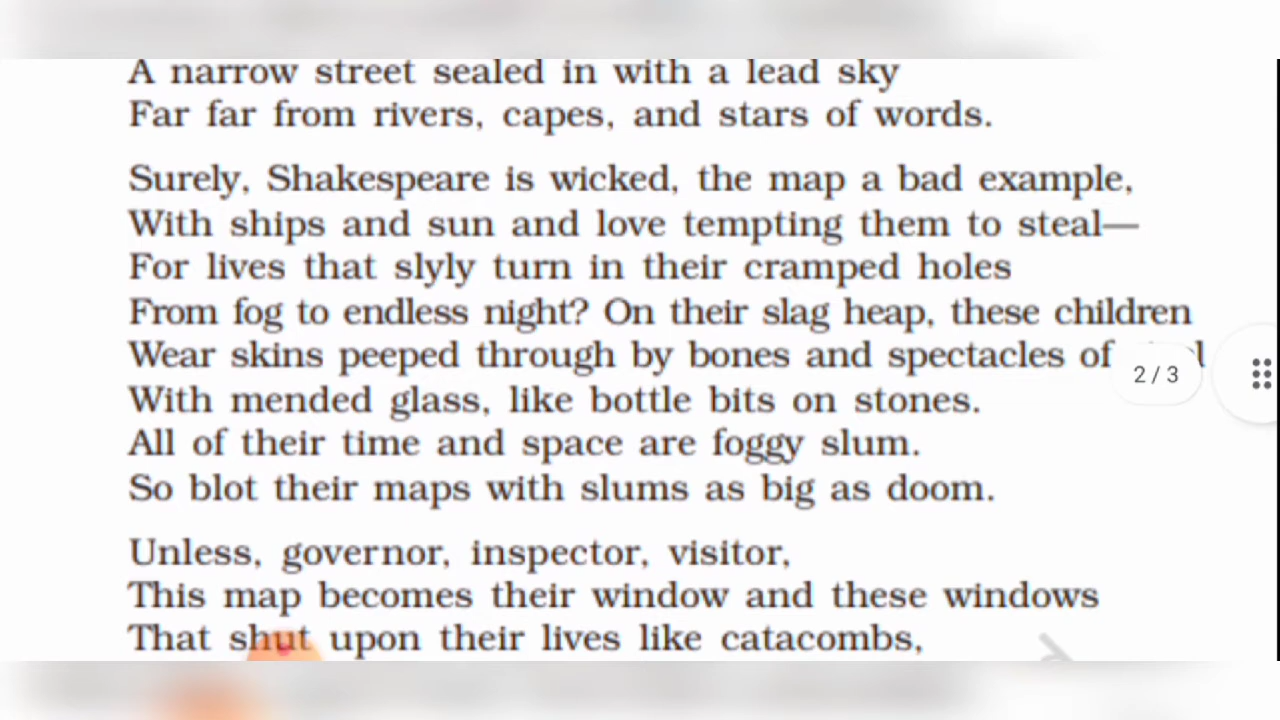 A narrow street sealed in with a lead sky
Far far from rivers, capes, and stars of words.
Surely, Shakespeare is wicked, the map a bad example,
With ships and sun and love tempting them to steal—
For lives that slyly turn in their cramped holes
From fog to endless night? On their slag heap, these children
Wear skins peeped through by bones and spectacles of
2 / 3
With mended glass, like bottle bits on stones.
All of their time and space are foggy slum.
So blot their maps with slums as big as doom.
Unless, governor, inspector, visitor,
This map becomes their window and these windows
That shut upon their lives like catacombs,